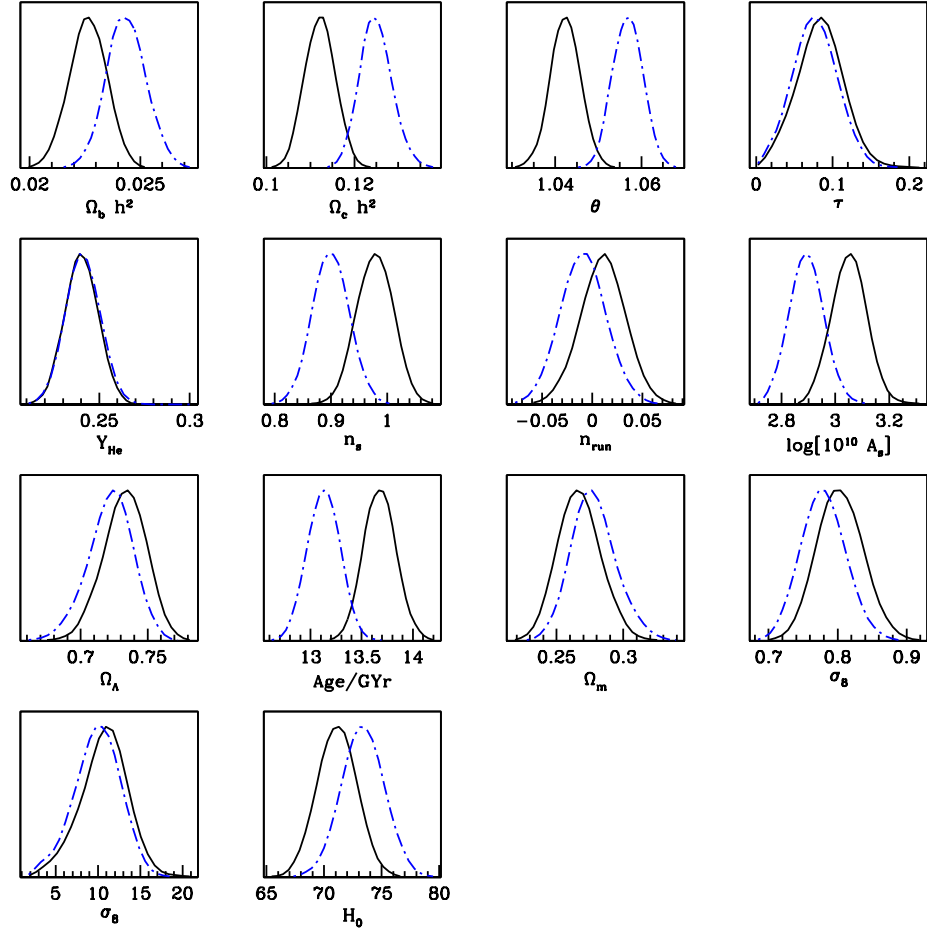 0.02 0.025 0.1 0.12 1.04 1.06 0 0.1 0.2
Ω_b h² Ω_c h² θ τ
0.25 0.3 0.8 0.9 1 −0.05 0 0.05 2.8 3 3.2
Y_He n_s n_run log[10¹⁰ A_s]
0.7 0.75 13 13.5 14 0.25 0.3 0.7 0.8 0.9
Ω_Λ Age/GYr Ω_m σ_8
5 10 15 20 65 70 75 80
σ_8 H_0